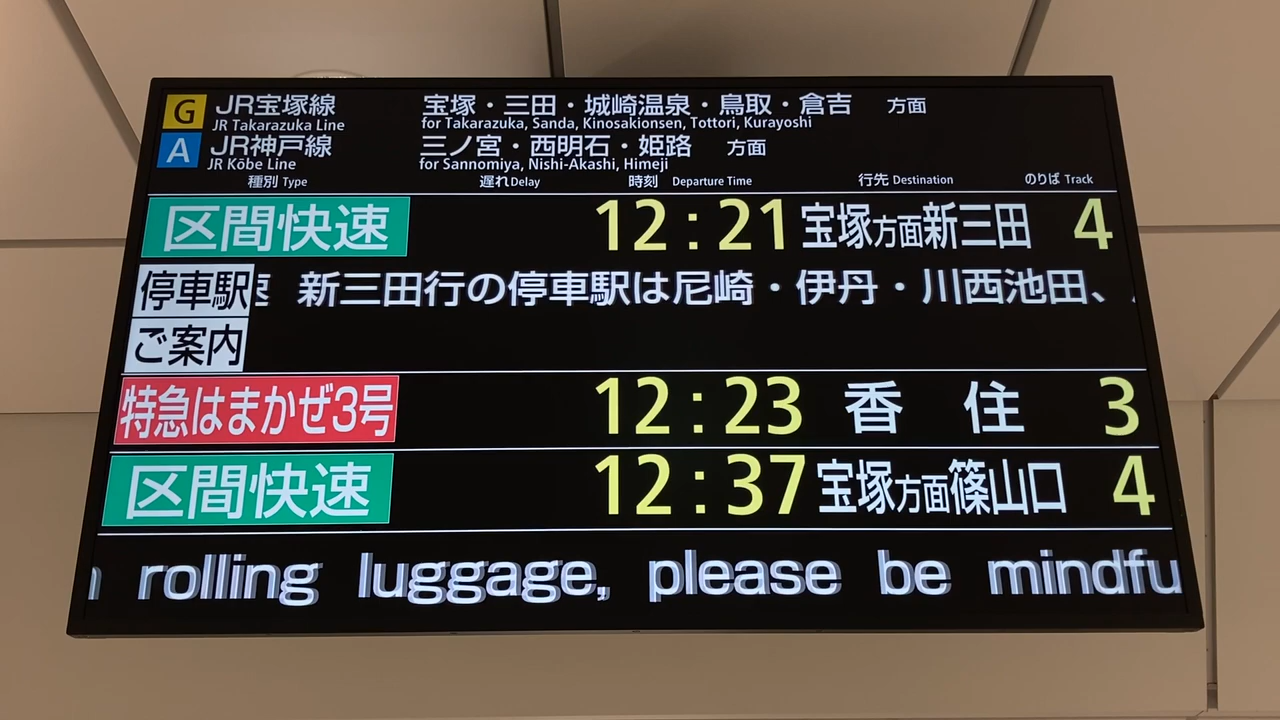 G JR宝塚線 宝塚・三田・城崎温泉・鳥取・倉吉 方面
JR Takarazuka Line for Takarazuka, Sanda, Kinosakionsen, Tottori, Kurayoshi
A JR神戸線 三ノ宮・西明石・姫路 方面
JR Kōbe Line for Sannomiya, Nishi-Akashi, Himeji
種別 Type 遅れ Delay 時刻 Departure Time 行先 Destination のりば Track
区間快速 12:21 宝塚方面新三田 4
停車駅 速 新三田行の停車駅は尼崎・伊丹・川西池田、
ご案内
特急はまかぜ3号 12:23 香住 3
区間快速 12:37 宝塚方面篠山口 4
n rolling luggage, please be mindfu